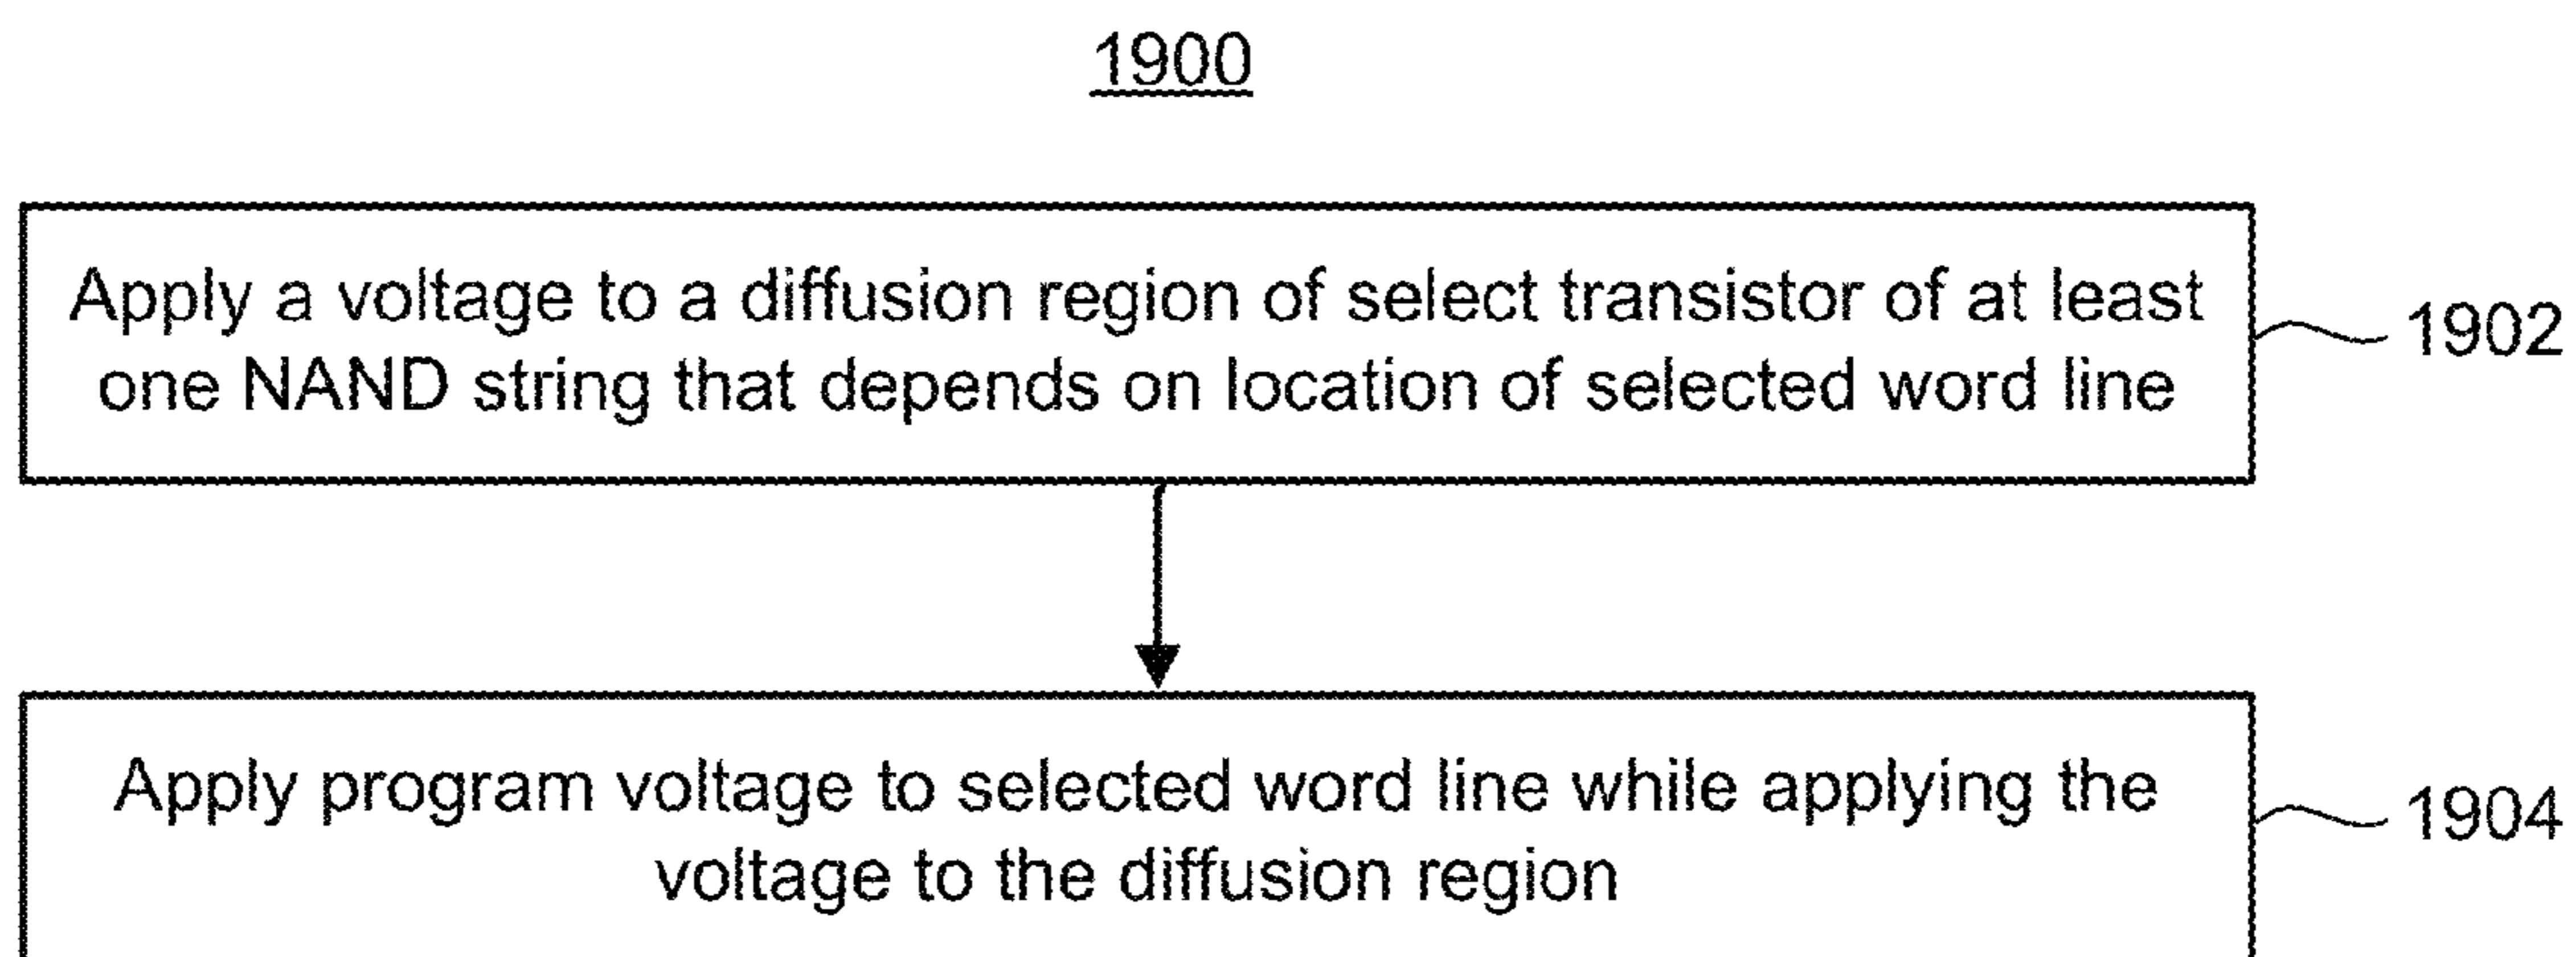 1900
Apply a voltage to a diffusion region of select transistor of at least
one NAND string that depends on location of selected word line
1902
Apply program voltage to selected word line while applying the
voltage to the diffusion region
1904